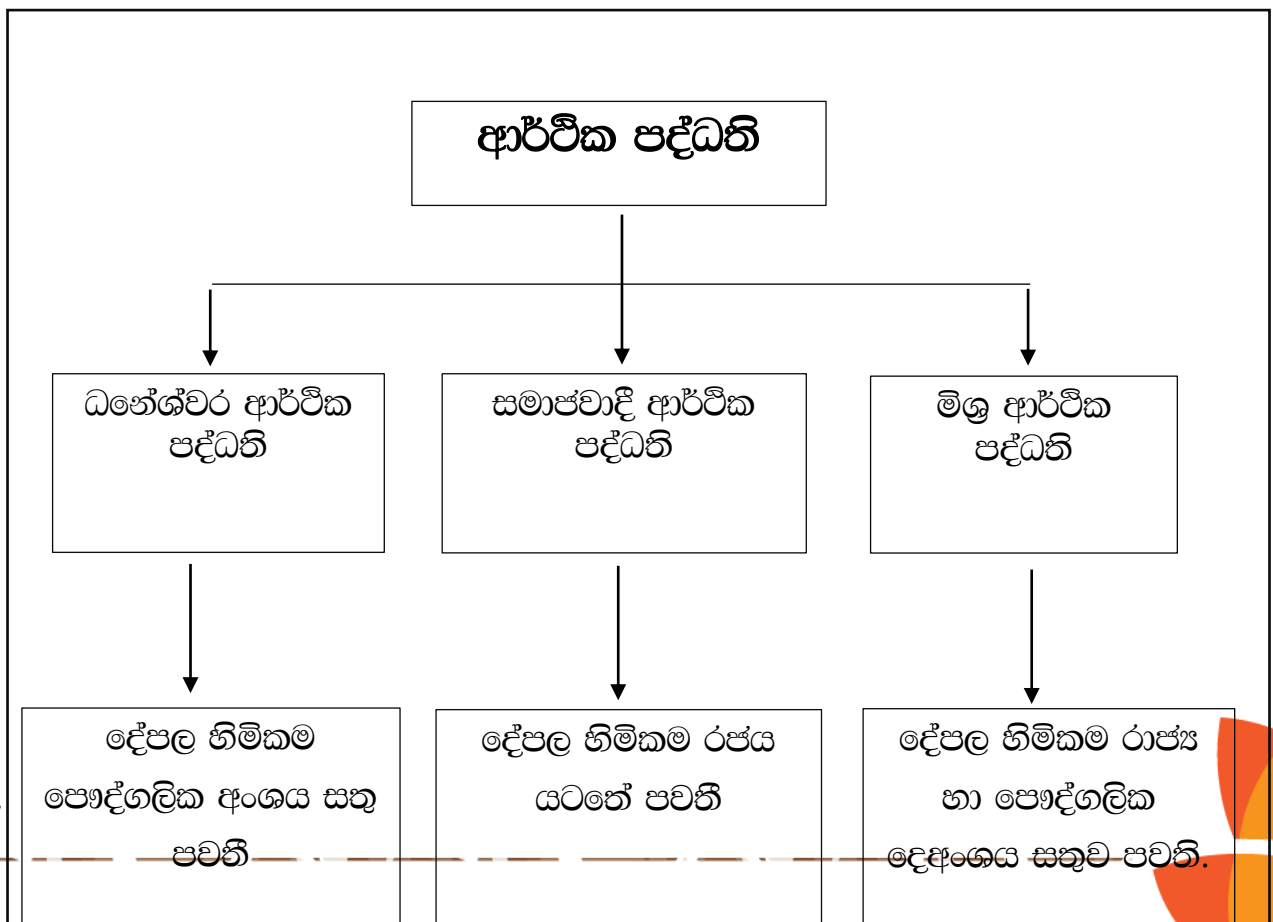 ආර්ථික පද්ධති
ධනේශ්වර ආර්ථික
පද්ධති
සමාජවාදී ආර්ථික
පද්ධති
මිශ්‍ර ආර්ථික
පද්ධති
දේපල හිමිකම
පෞද්ගලික අංශය සතු
පවතී
දේපල හිමිකම රජය
යටතේ පවතී
දේපල හිමිකම රාජ්‍ය
හා පෞද්ගලික
දෙඅංශය සතුව පවති.